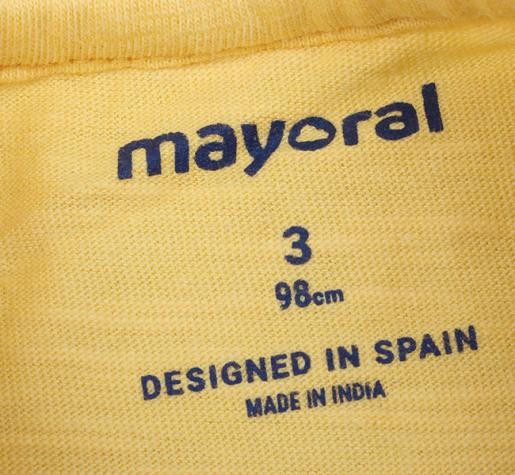 mayoral
3
98cm
DESIGNED IN SPAIN
MADE IN INDIA